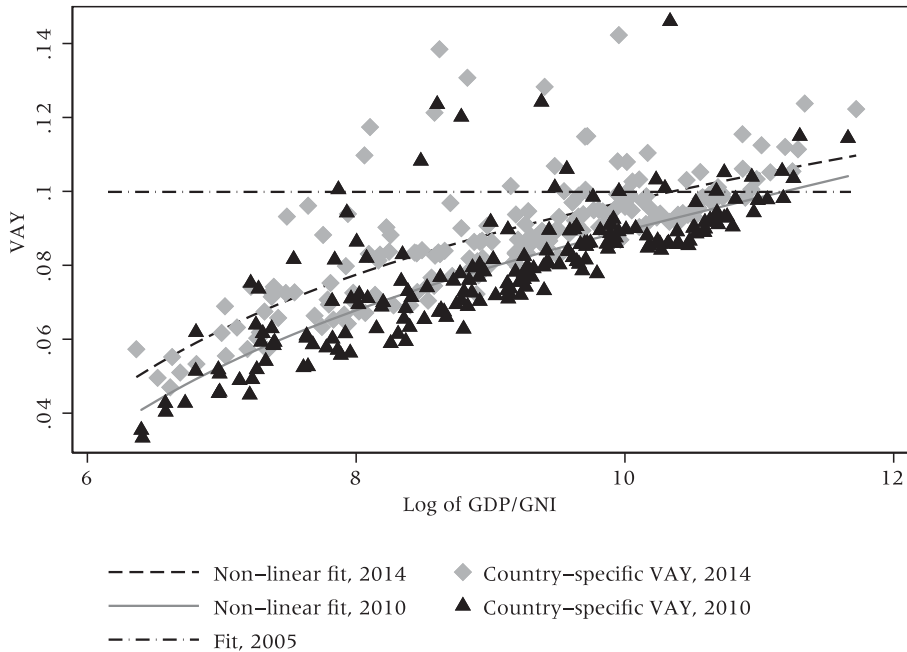 .14
.12
.1
.08
.06
.04
VAY
6 8 10 12
Log of GDP/GNI
Non–linear fit, 2014
Country–specific VAY, 2014
Non–linear fit, 2010
Country–specific VAY, 2010
Fit, 2005